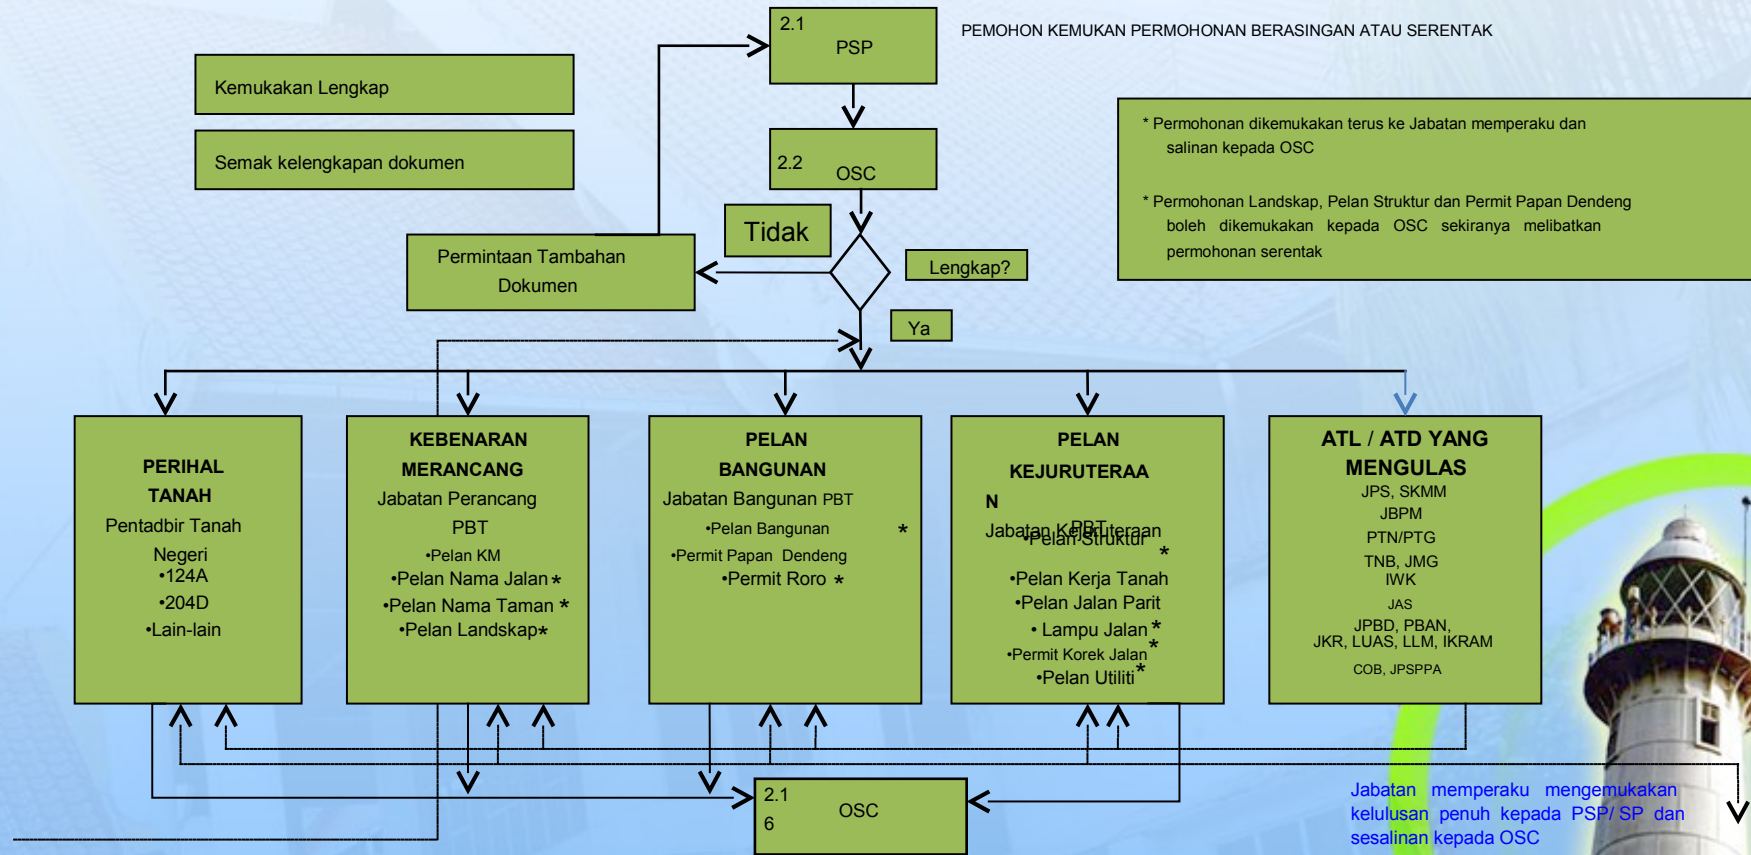 2.1
PSP
PEMOHON KEMUKAN PERMOHONAN BERASINGAN ATAU SERENTAK
Kemukakan Lengkap
Semak kelengkapan dokumen
2.2
OSC
* Permohonan dikemukakan terus ke Jabatan memperaku dan
salinan kepada OSC
* Permohonan Landskap, Pelan Struktur dan Permit Papan Dendeng
boleh dikemukakan kepada OSC sekiranya melibatkan
permohonan serentak
Tidak
Permintaan Tambahan
Dokumen
Lengkap?
Ya
PERIHAL
TANAH
Pentadbir Tanah
Negeri
•124A
•204D
•Lain-lain
KEBENARAN
MERANCANG
Jabatan Perancang
PBT
•Pelan KM
•Pelan Nama Jalan *
•Pelan Nama Taman *
•Pelan Landskap*
PELAN
BANGUNAN
Jabatan Bangunan PBT
•Pelan Bangunan *
•Permit Papan Dendeng
•Permit Roro *
PELAN
KEJURUTERAA
N
Jabatan Kejuruteraan
PBT
•Pelan Struktur *
•Pelan Kerja Tanah
•Pelan Jalan Parit
• Lampu Jalan *
•Permit Korek Jalan *
•Pelan Utiliti *
ATL / ATD YANG
MENGULAS
JPS, SKMM
JBPM
PTN/PTG
TNB, JMG
IWK
JAS
JPBD, PBAN,
JKR, LUAS, LLM, IKRAM
COB, JPSPPA
2.1
6
OSC
Jabatan memperaku mengemukakan
kelulusan penuh kepada PSP/ SP dan
sesalinan kepada OSC